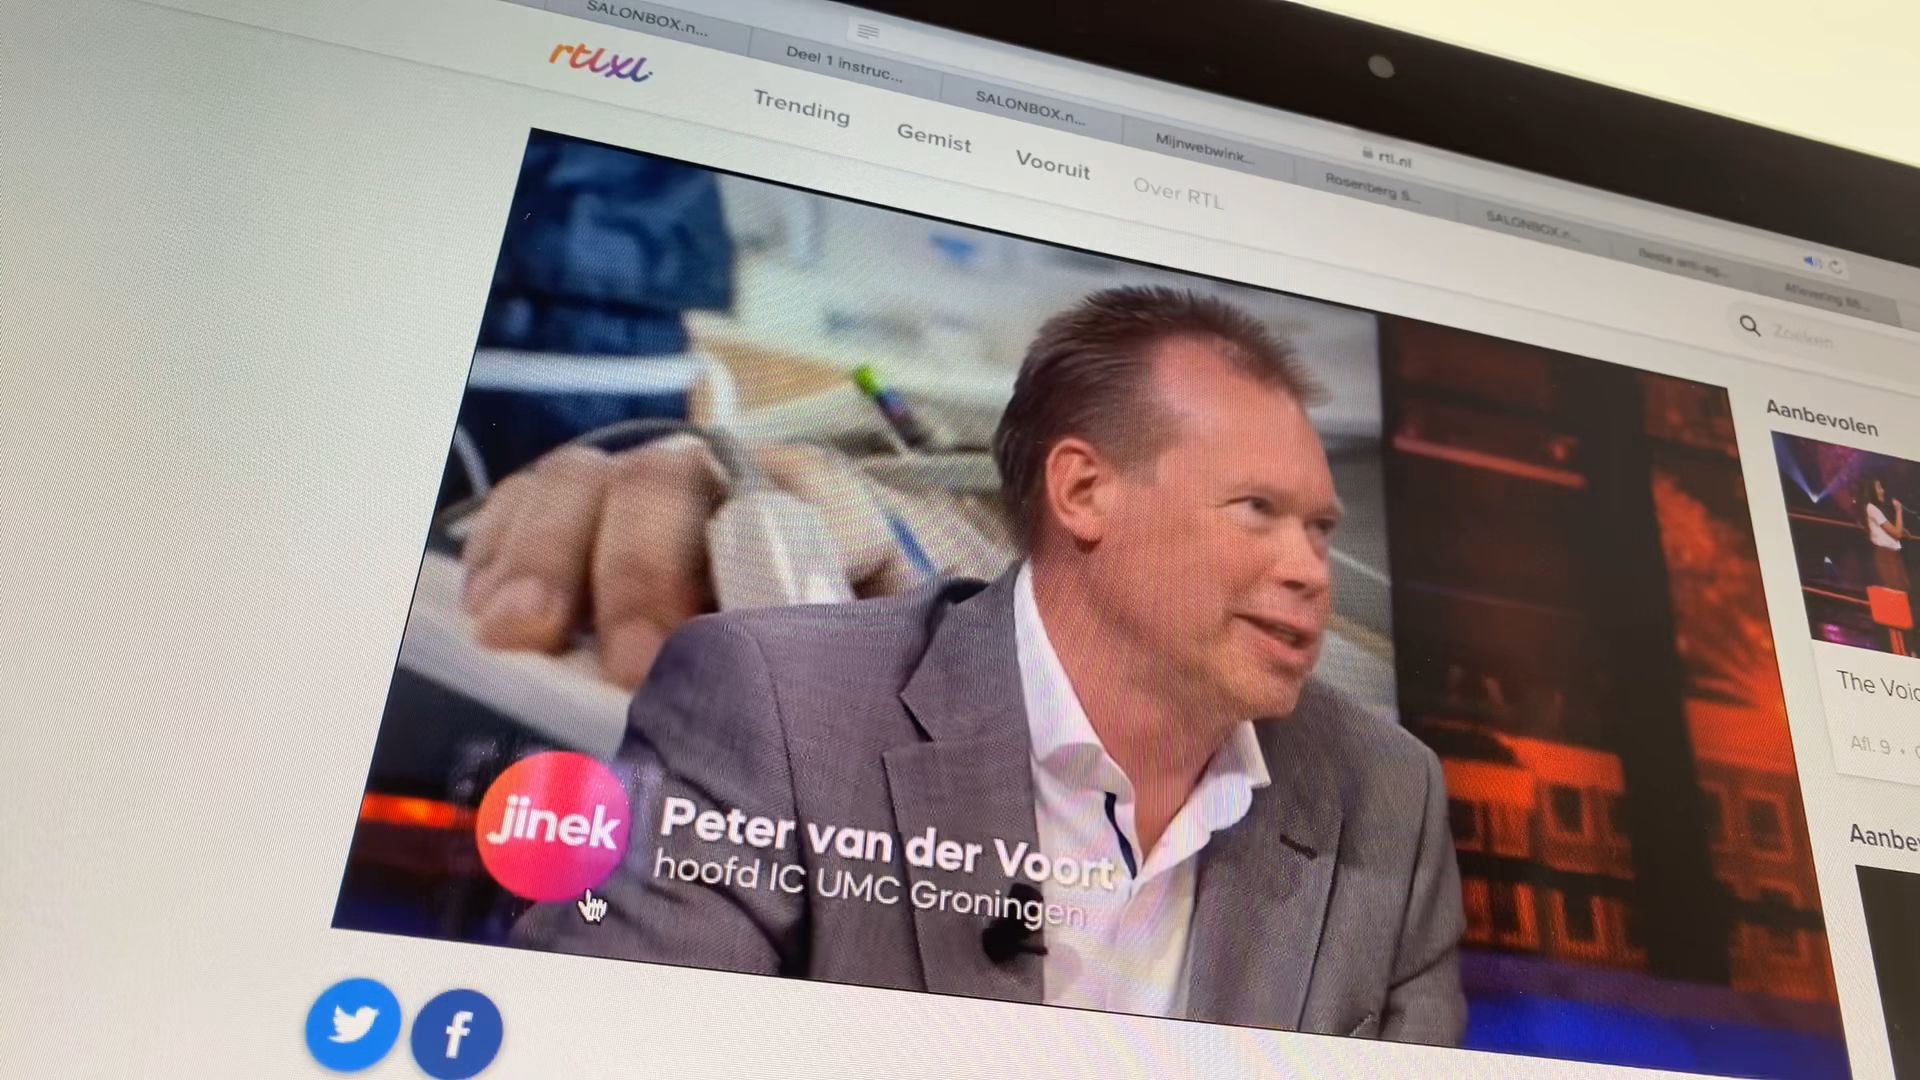 SALONBOX.n...
Deel 1 instruc...
SALONBOX.n...
Mijnwebwink...
Rosenberg S...
SALONBOX.n...
rtl.nl
rtlxl
Trending
Gemist
Vooruit
Over RTL
Zoeken
Aanbevolen
The Voic
Afl. 9 •
Aanbe
jinek
Peter van der Voort
hoofd IC UMC Groningen
f